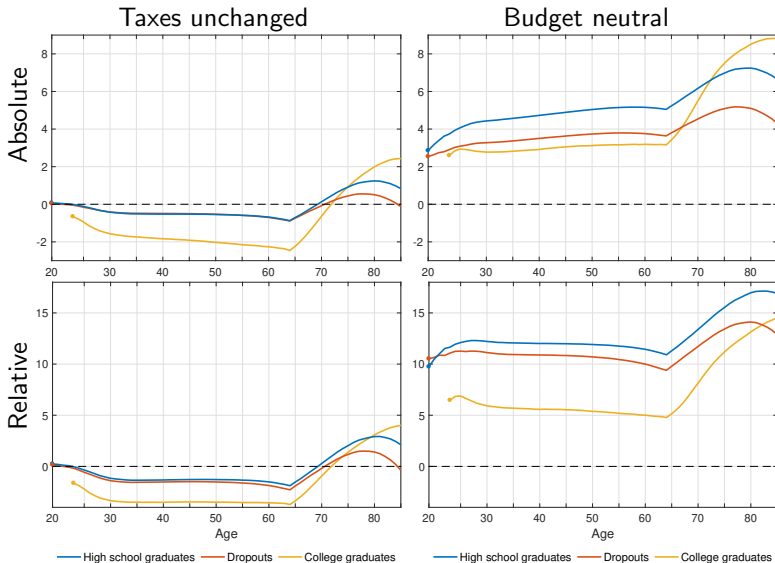 Taxes unchanged
Budget neutral
Absolute
8
6
4
2
0
-2
20 30 40 50 60 70 80
8
6
4
2
0
-2
20 30 40 50 60 70 80
Relative
15
10
5
0
20 30 40 50 60 70 80
Age
15
10
5
0
20 30 40 50 60 70 80
Age
High school graduates Dropouts College graduates
High school graduates Dropouts College graduates